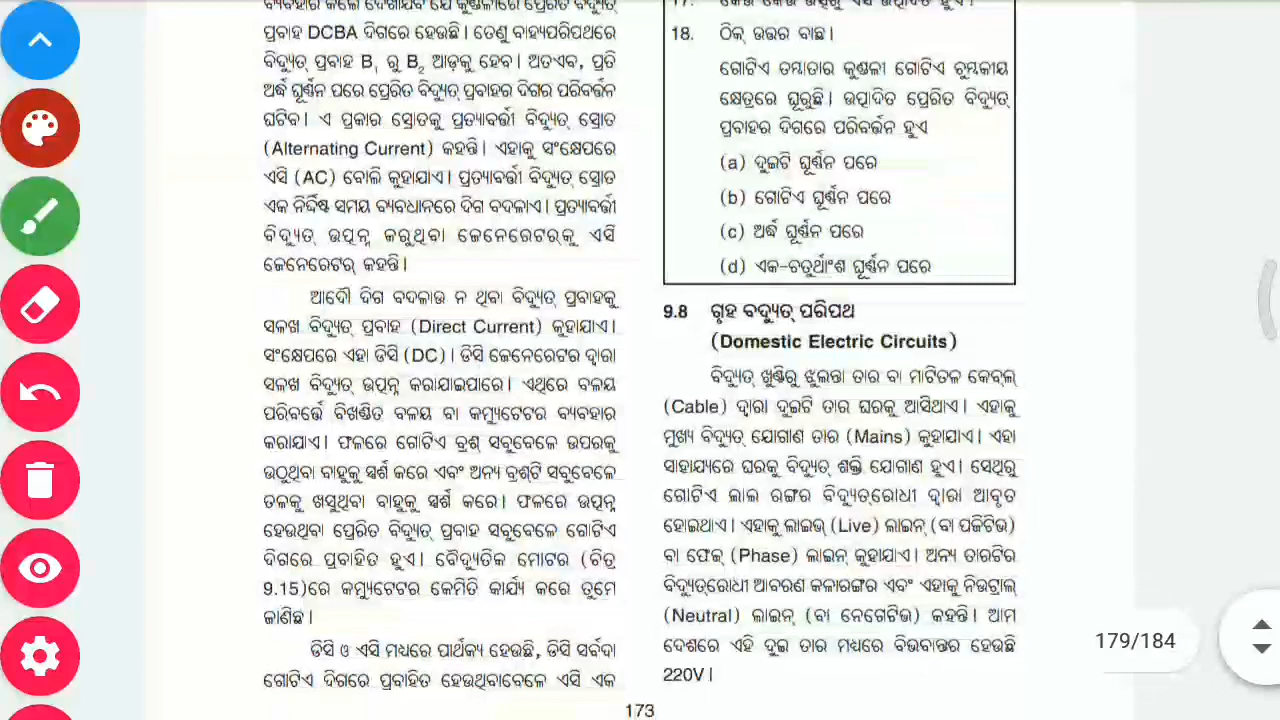 ବ୍ୟବହାର କଲେ ଦେଖାଯିବ ଯେ କୁଣ୍ଡଳୀରେ ପ୍ରେରିତ ବିଦ୍ୟୁତ୍
ପ୍ରବାହ DCBA ଦିଗରେ ହେଉଛି। ତେଣୁ ବାହ୍ୟପରିପଥରେ
ବିଦ୍ୟୁତ୍ ପ୍ରବାହ B₁ ରୁ B₂ ଆଡ଼କୁ ହେବ। ଅତଏବ, ପ୍ରତି
ଅର୍ଦ୍ଧ ଘୂର୍ଣ୍ଣନ ପରେ ପ୍ରେରିତ ବିଦ୍ୟୁତ୍ ପ୍ରବାହର ଦିଗର ପରିବର୍ତ୍ତନ
ଘଟିବ। ଏ ପ୍ରକାର ସ୍ରୋତକୁ ପ୍ରତ୍ୟାବର୍ତ୍ତୀ ବିଦ୍ୟୁତ୍ ସ୍ରୋତ
(Alternating Current) କହନ୍ତି। ଏହାକୁ ସଂକ୍ଷେପରେ
ଏସି (AC) ବୋଲି କୁହାଯାଏ। ପ୍ରତ୍ୟାବର୍ତ୍ତୀ ବିଦ୍ୟୁତ୍ ସ୍ରୋତ
ଏକ ନିର୍ଦ୍ଦିଷ୍ଟ ସମୟ ବ୍ୟବଧାନରେ ଦିଗ ବଦଳାଏ। ପ୍ରତ୍ୟାବର୍ତ୍ତୀ
ବିଦ୍ୟୁତ୍ ଉତ୍ପନ୍ନ କରୁଥିବା ଜେନେରେଟର୍‌କୁ ଏସି
ଜେନେରେଟର୍ କହନ୍ତି।
ଆଦୌ ଦିଗ ବଦଳାଉ ନ ଥିବା ବିଦ୍ୟୁତ୍ ପ୍ରବାହକୁ
ସଳଖ ବିଦ୍ୟୁତ୍ ପ୍ରବାହ (Direct Current) କୁହାଯାଏ।
ସଂକ୍ଷେପରେ ଏହା ଡିସି (DC)। ଡିସି ଜେନେରେଟର ଦ୍ୱାରା
ସଳଖ ବିଦ୍ୟୁତ୍ ଉତ୍ପନ୍ନ କରାଯାଇପାରେ। ଏଥିରେ ବଳୟ
ପରିବର୍ତ୍ତେ ବିଖଣ୍ଡିତ ବଳୟ ବା କମ୍ୟୁଟେଟର ବ୍ୟବହାର
କରାଯାଏ। ଫଳରେ ଗୋଟିଏ ବ୍ରଶ୍ ସବୁବେଳେ ଉପରକୁ
ଉଠୁଥିବା ବାହୁକୁ ସ୍ପର୍ଶ କରେ ଏବଂ ଅନ୍ୟ ବ୍ରଶ୍‌ଟି ସବୁବେଳେ
ତଳକୁ ଖସୁଥିବା ବାହୁକୁ ସ୍ପର୍ଶ କରେ। ଫଳରେ ଉତ୍ପନ୍ନ
ହେଉଥିବା ପ୍ରେରିତ ବିଦ୍ୟୁତ୍ ପ୍ରବାହ ସବୁବେଳେ ଗୋଟିଏ
ଦିଗରେ ପ୍ରବାହିତ ହୁଏ। ବୈଦ୍ୟୁତିକ ମୋଟର (ଚିତ୍ର
9.15)ରେ କମ୍ୟୁଟେଟର କେମିତି କାର୍ଯ୍ୟ କରେ ତୁମେ
ଜାଣିଛ।
ଡିସି ଓ ଏସି ମଧ୍ୟରେ ପାର୍ଥକ୍ୟ ହେଉଛି, ଡିସି ସର୍ବଦା
ଗୋଟିଏ ଦିଗରେ ପ୍ରବାହିତ ହେଉଥିବାବେଳେ ଏସି ଏକ
17. କେଉଁ କେଉଁ ଉତ୍ସରୁ ଏସି ଉତ୍ପାଦିତ ହୁଏ।
18. ଠିକ୍ ଉତ୍ତର ବାଛ।
ଗୋଟିଏ ତମ୍ବାତାର କୁଣ୍ଡଳୀ ଗୋଟିଏ ଚୁମ୍ବକୀୟ
କ୍ଷେତ୍ରରେ ଘୂରୁଛି। ଉତ୍ପାଦିତ ପ୍ରେରିତ ବିଦ୍ୟୁତ୍
ପ୍ରବାହର ଦିଗରେ ପରିବର୍ତ୍ତନ ହୁଏ
(a) ଦୁଇଟି ଘୂର୍ଣ୍ଣନ ପରେ
(b) ଗୋଟିଏ ଘୂର୍ଣ୍ଣନ ପରେ
(c) ଅର୍ଦ୍ଧ ଘୂର୍ଣ୍ଣନ ପରେ
(d) ଏକ-ଚତୁର୍ଥାଂଶ ଘୂର୍ଣ୍ଣନ ପରେ
9.8 ଗୃହ ବଦ୍ୟୁତ୍ ପରିପଥ
(Domestic Electric Circuits)
ବିଦ୍ୟୁତ୍ ଖୁଣ୍ଟିରୁ ଝୁଲନ୍ତା ତାର ବା ମାଟିତଳ କେବ୍‌ଲ୍
(Cable) ଦ୍ୱାରା ଦୁଇଟି ତାର ଘରକୁ ଆସିଥାଏ। ଏହାକୁ
ମୁଖ୍ୟ ବିଦ୍ୟୁତ୍ ଯୋଗାଣ ତାର (Mains) କୁହାଯାଏ। ଏହା
ସାହାଯ୍ୟରେ ଘରକୁ ବିଦ୍ୟୁତ୍ ଶକ୍ତି ଯୋଗାଣ ହୁଏ। ସେଥିରୁ
ଗୋଟିଏ ଲାଲ ରଙ୍ଗର ବିଦ୍ୟୁତ୍‌ରୋଧୀ ଦ୍ୱାରା ଆବୃତ
ହୋଇଥାଏ। ଏହାକୁ ଲାଇଭ୍ (Live) ଲାଇନ୍ (ବା ପଜିଟିଭ)
ବା ଫେଜ୍ (Phase) ଲାଇନ୍ କୁହାଯାଏ। ଅନ୍ୟ ତାରଟିର
ବିଦ୍ୟୁତ୍‌ରୋଧୀ ଆବରଣ କଳାରଙ୍ଗର ଏବଂ ଏହାକୁ ନିଉଟ୍ରାଲ୍
(Neutral) ଲାଇନ୍ (ବା ନେଗେଟିଭ) କହନ୍ତି। ଆମ
ଦେଶରେ ଏହି ଦୁଇ ତାର ମଧ୍ୟରେ ବିଭବାନ୍ତର ହେଉଛି
220V।
179/184
173